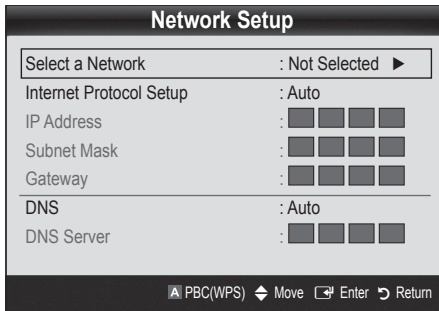 Network Setup
Select a Network : Not Selected ▶
Internet Protocol Setup : Auto
IP Address :
Subnet Mask :
Gateway :
DNS : Auto
DNS Server :
A PBC(WPS) Move Enter Return